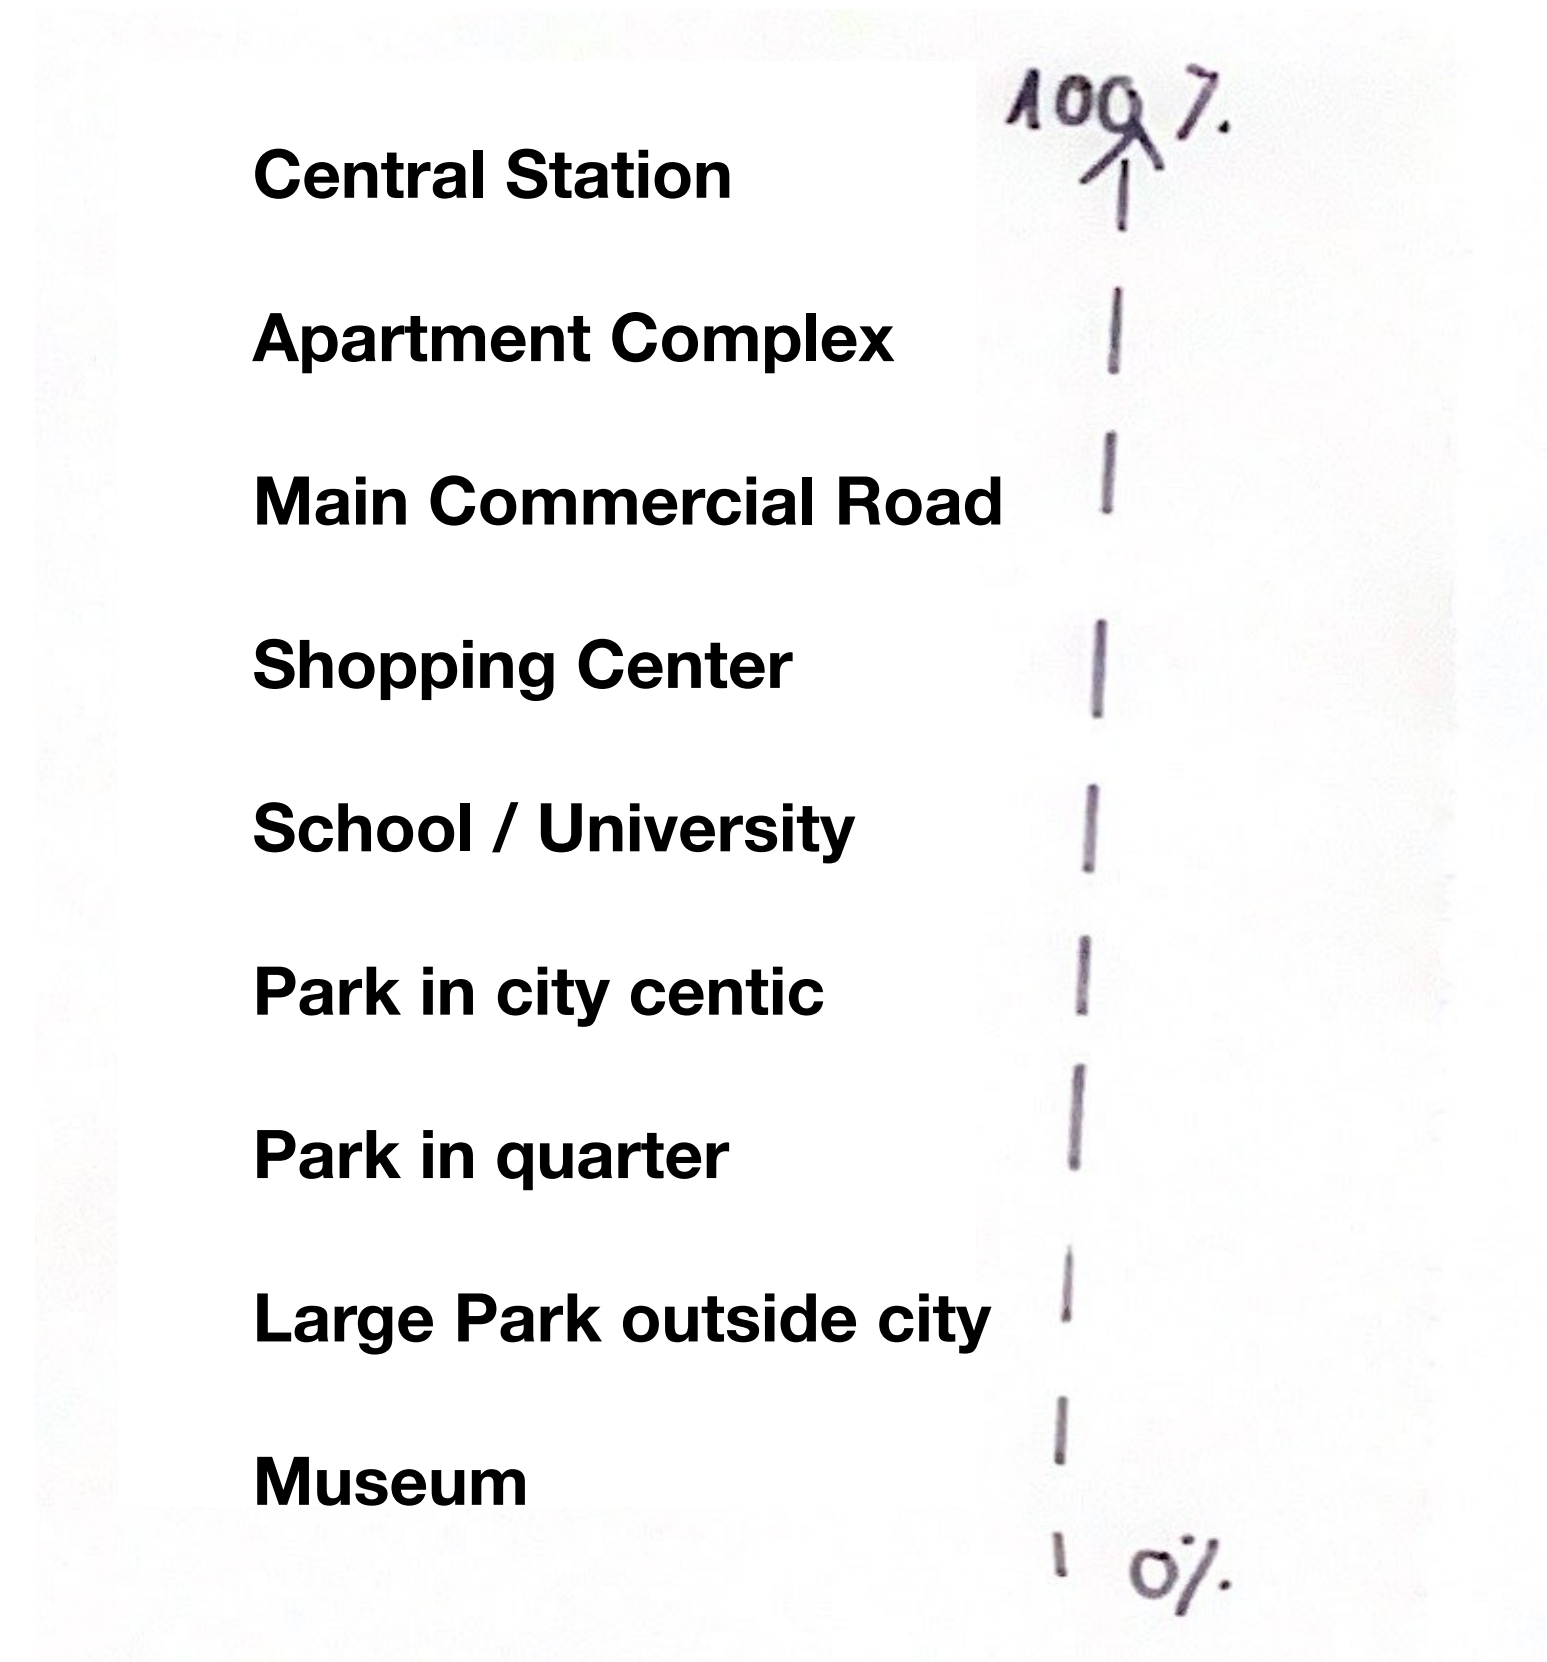 100%
Central Station
Apartment Complex
Main Commercial Road
Shopping Center
School / University
Park in city centic
Park in quarter
Large Park outside city
Museum
0%